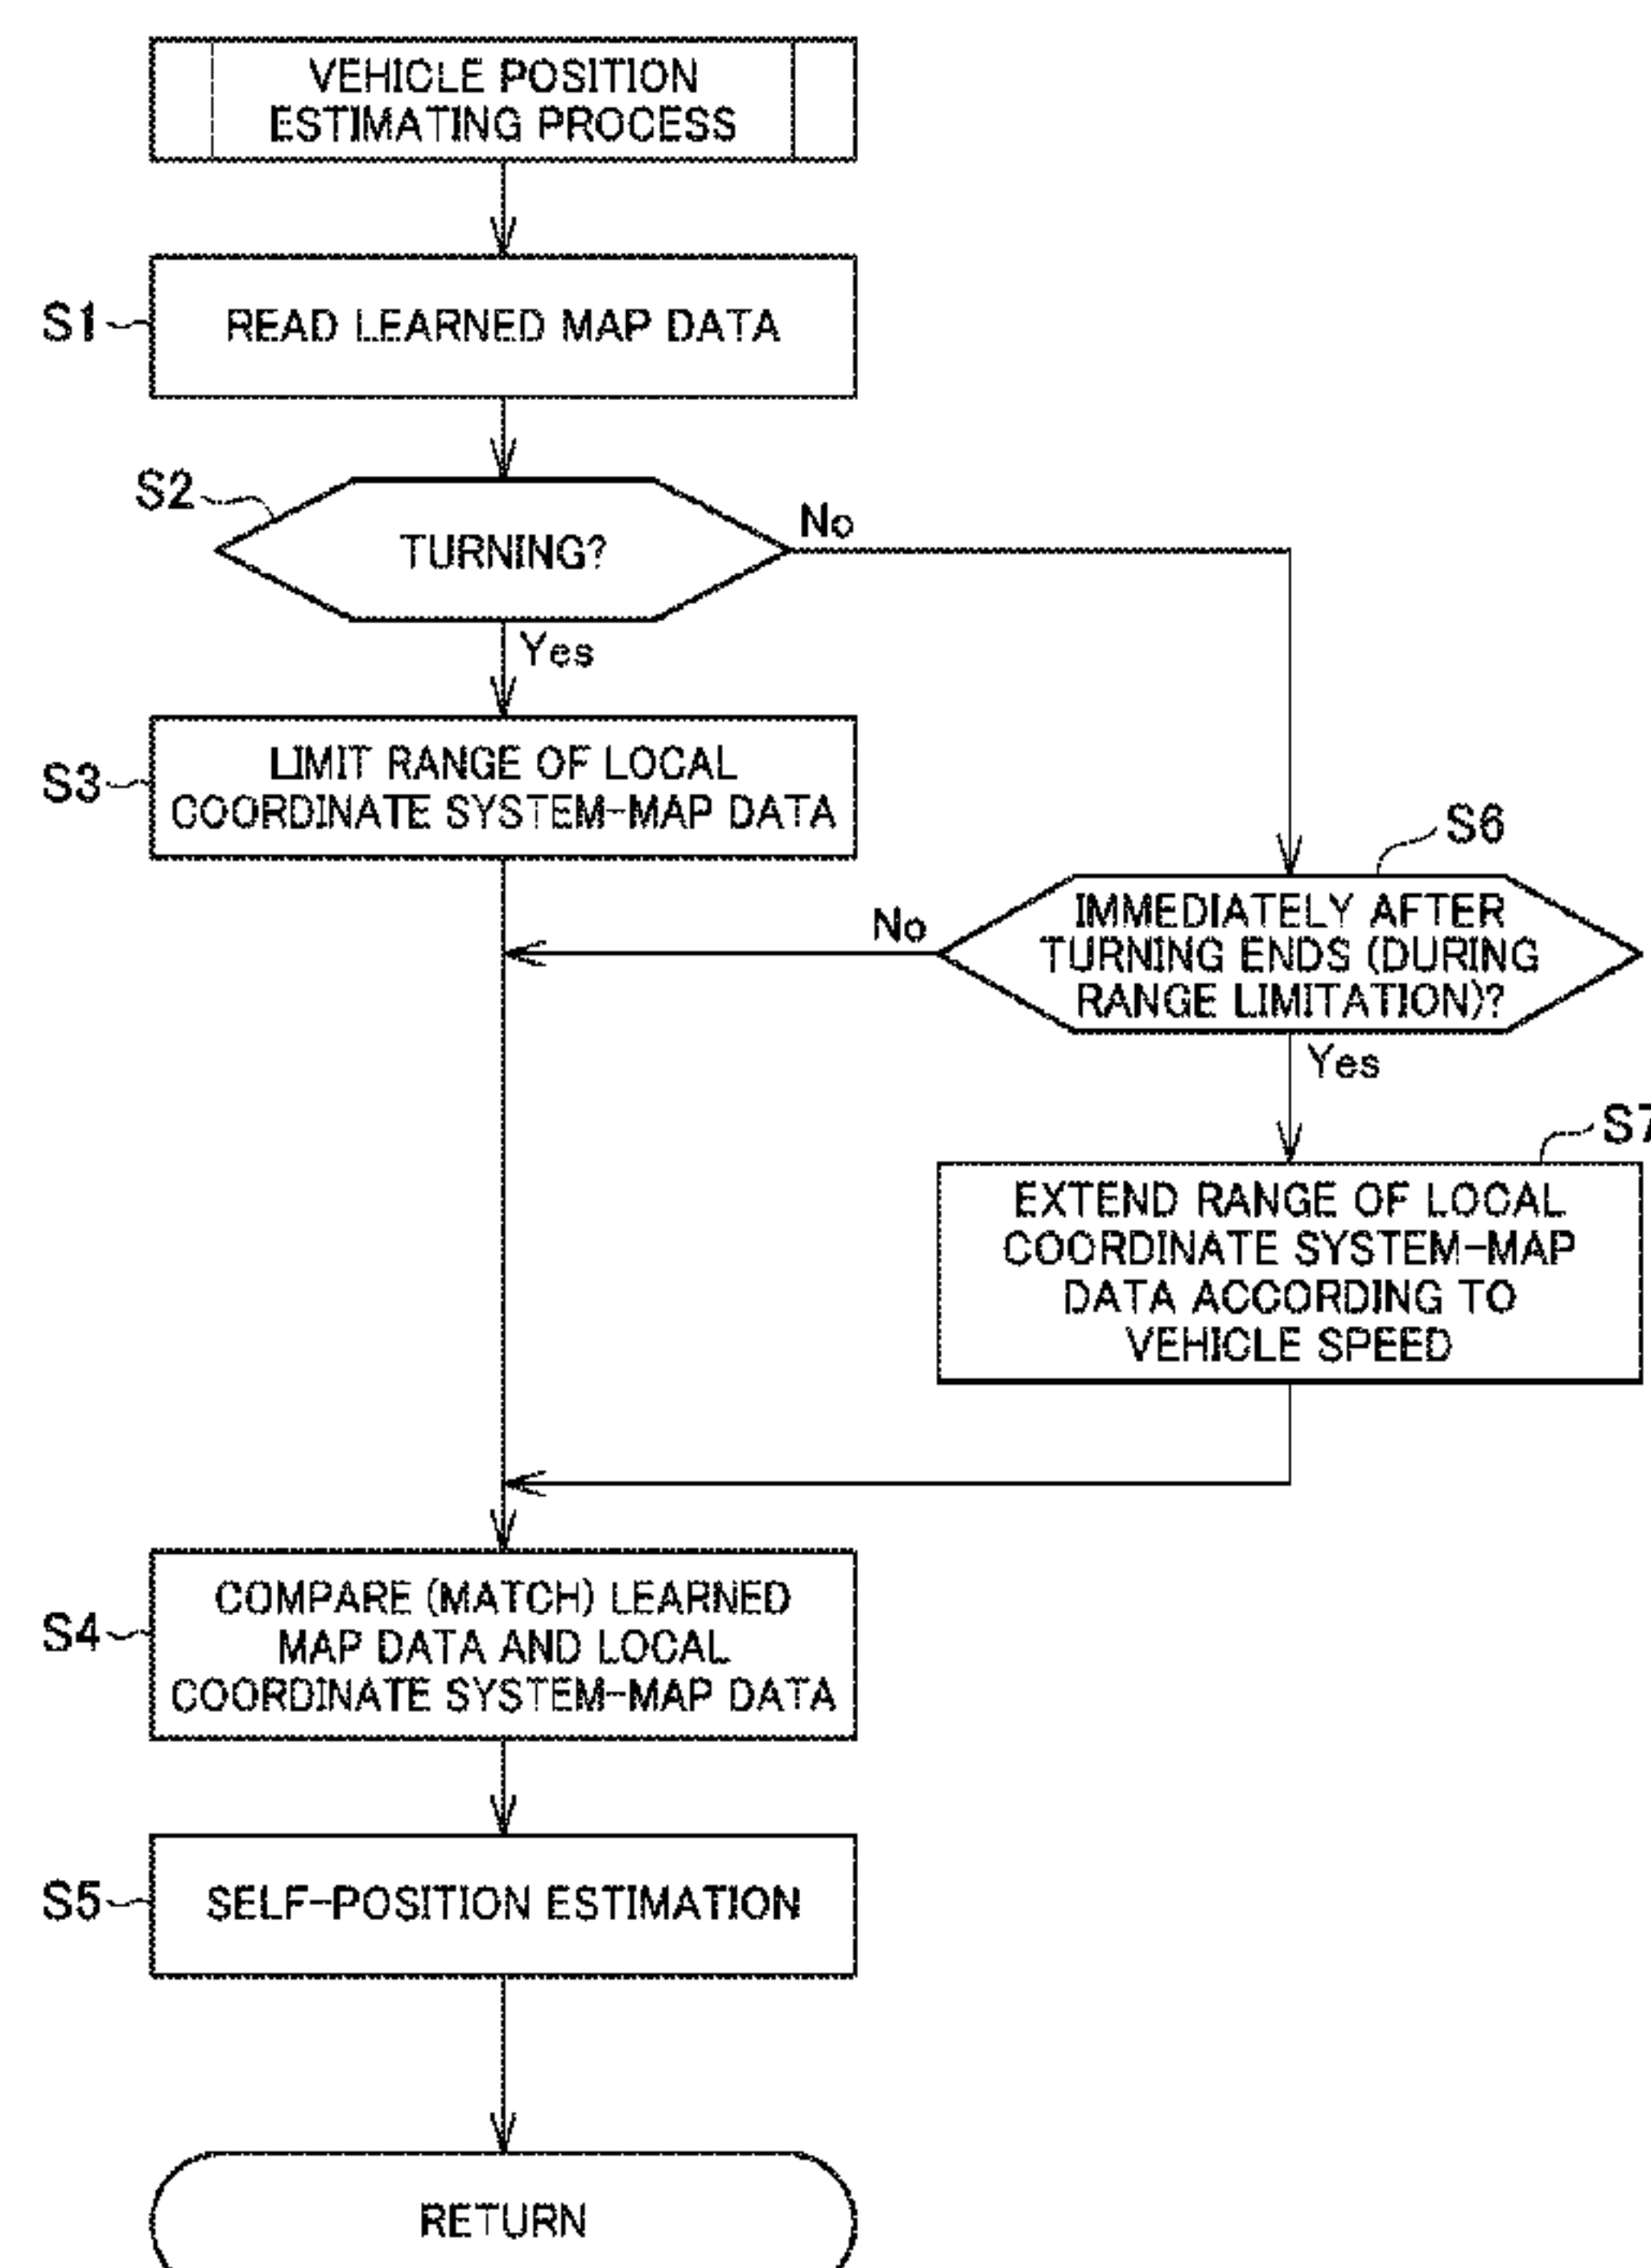 VEHICLE POSITION
ESTIMATING PROCESS
S1
READ LEARNED MAP DATA
S2
TURNING?
No
Yes
S3
LIMIT RANGE OF LOCAL
COORDINATE SYSTEM-MAP DATA
S6
IMMEDIATELY AFTER
TURNING ENDS (DURING
RANGE LIMITATION)?
No
Yes
S7
EXTEND RANGE OF LOCAL
COORDINATE SYSTEM-MAP
DATA ACCORDING TO
VEHICLE SPEED
S4
COMPARE (MATCH) LEARNED
MAP DATA AND LOCAL
COORDINATE SYSTEM-MAP DATA
S5
SELF-POSITION ESTIMATION
RETURN